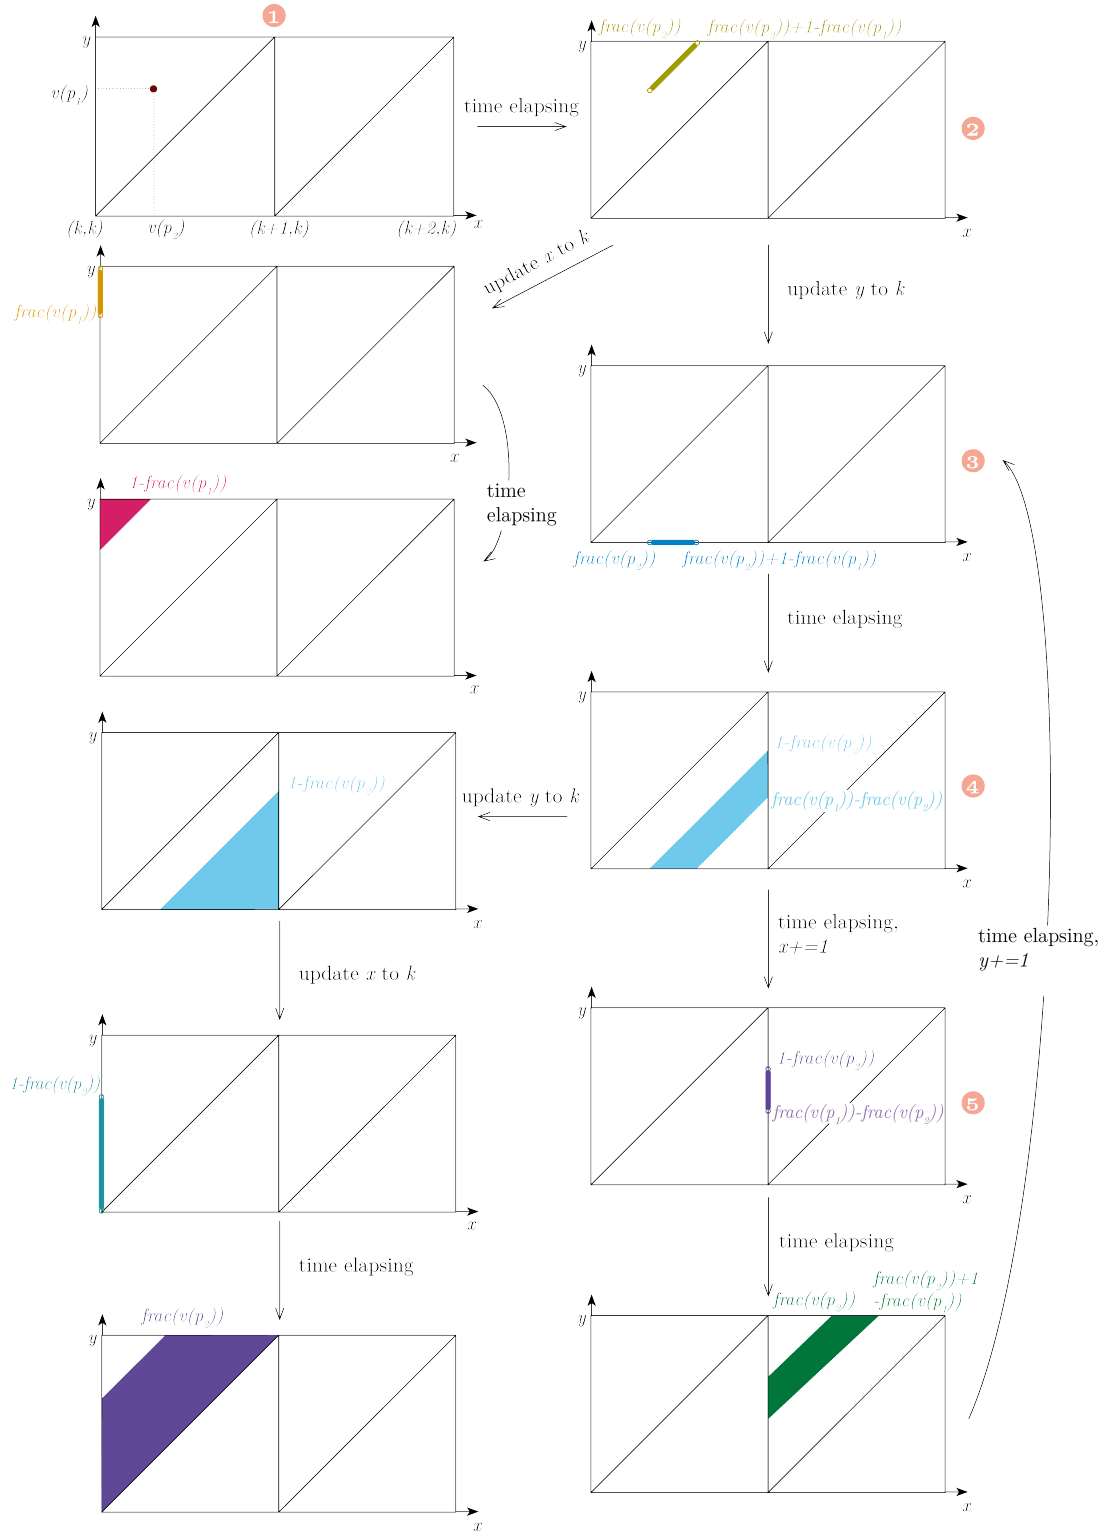 1
y
v(p₁)
(k,k)
v(p₂)
(k+1,k)
(k+2,k)
x
time elapsing
frac(v(p₂))
frac(v(p₂))+1-frac(v(p₁))
y
2
x
update x to k
update y to k
y
frac(v(p₁))
x
y
3
frac(v(p₂))
frac(v(p₂))+1-frac(v(p₁))
x
time
elapsing
1-frac(v(p₁))
y
x
time elapsing
y
1-frac(v(p₂))
frac(v(p₁))-frac(v(p₂))
4
x
update y to k
y
1-frac(v(p₂))
x
time elapsing,
x+=1
time elapsing,
y+=1
update x to k
y
1-frac(v(p₂))
frac(v(p₁))-frac(v(p₂))
5
x
y
1-frac(v(p₂))
x
time elapsing
time elapsing
frac(v(p₂))
y
x
frac(v(p₂))
frac(v(p₂))+1
-frac(v(p₁))
y
x